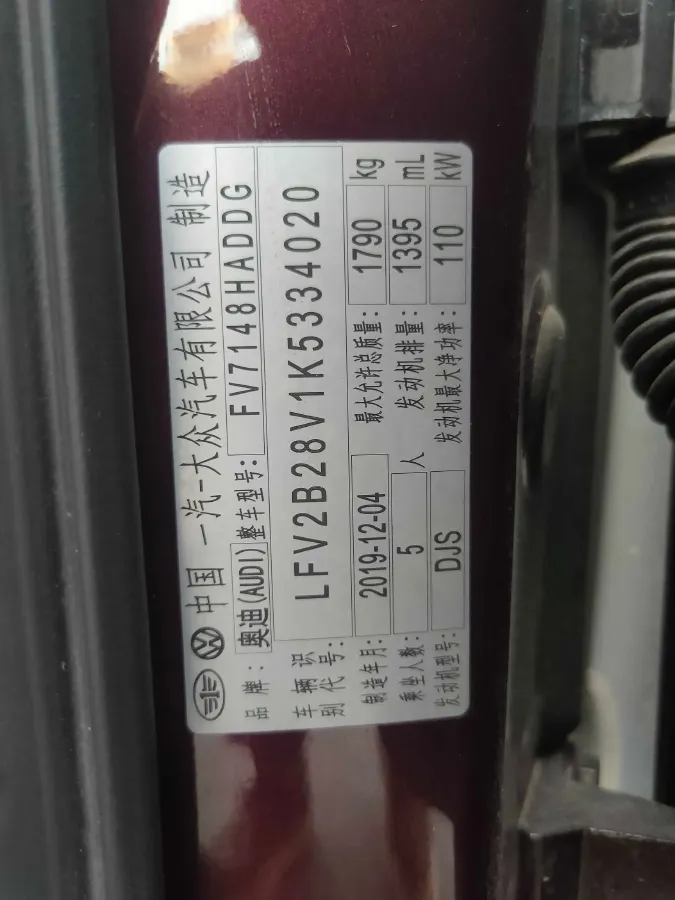 中国 一汽-大众汽车有限公司 制造
品牌: 奥迪(AUDI) 整车型号: FV7148HADDG
车辆识别代号: LFV2B28V1K5334020
制造年月: 2019-12-04 最大允许总质量: 1790 kg
乘坐人数: 5 人 发动机排量: 1395 mL
发动机型号: DJS 发动机最大净功率: 110 kW